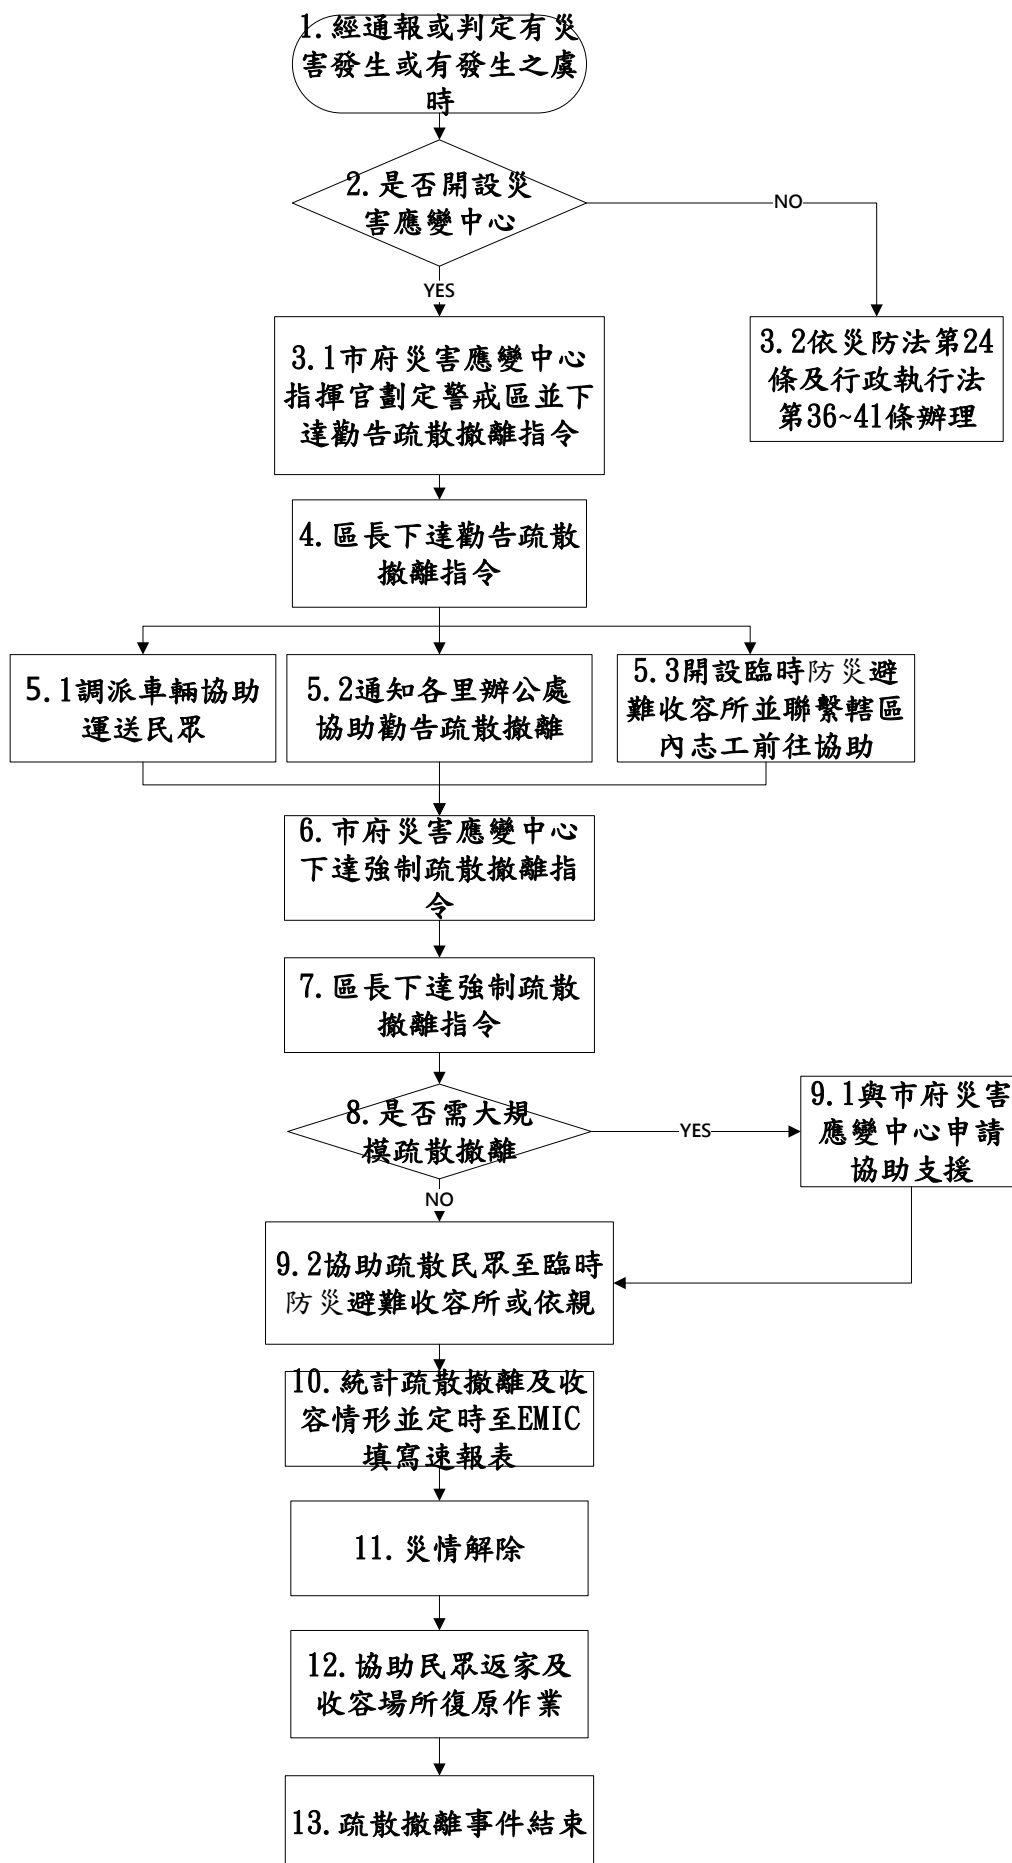 1.經通報或判定有災
害發生或有發生之虞
時
2.是否開設災
害應變中心
NO
YES
3.1市府災害應變中心
指揮官劃定警戒區並下
達勸告疏散撤離指令
3.2依災防法第24
條及行政執行法
第36~41條辦理
4.區長下達勸告疏散
撤離指令
5.1調派車輛協助
運送民眾
5.2通知各里辦公處
協助勸告疏散撤離
5.3開設臨時防災避
難收容所並聯繫轄區
內志工前往協助
6.市府災害應變中心
下達強制疏散撤離指
令
7.區長下達強制疏散
撤離指令
8.是否需大規
模疏散撤離
YES
9.1與市府災害
應變中心申請
協助支援
NO
9.2協助疏散民眾至臨時
防災避難收容所或依親
10.統計疏散撤離及收
容情形並定時至EMIC
填寫速報表
11.災情解除
12.協助民眾返家及
收容場所復原作業
13.疏散撤離事件結束